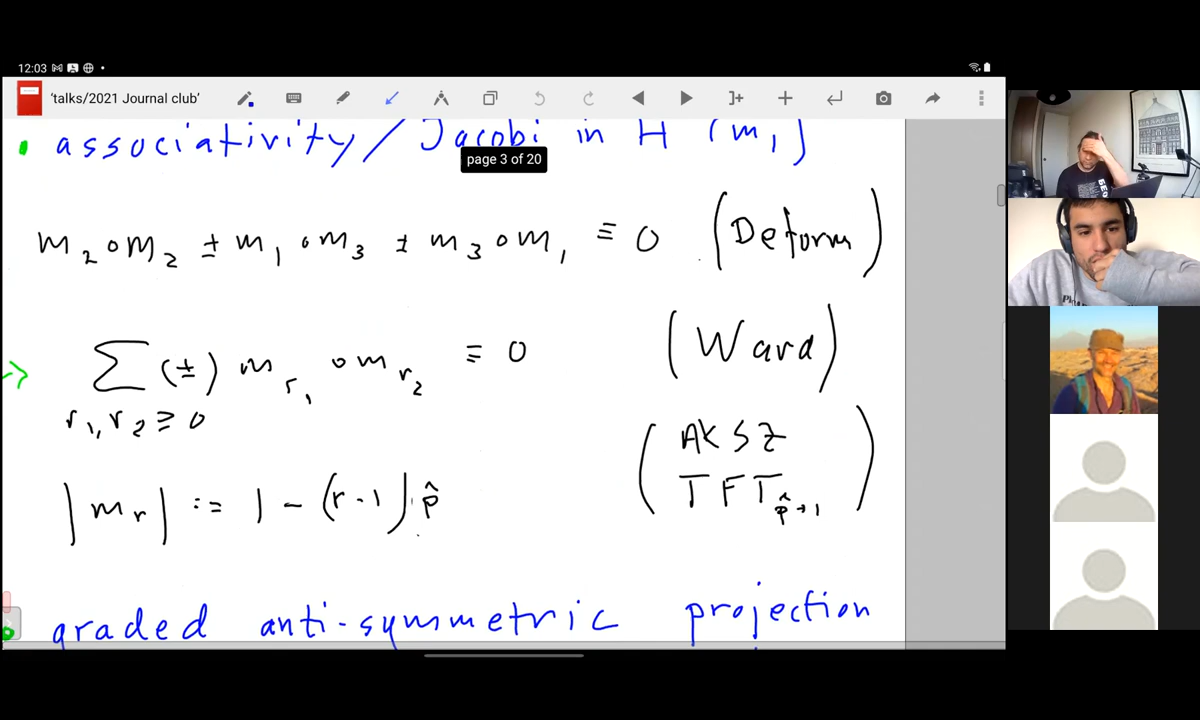 12:03
'talks/2021 Journal club'
• associativity / Jacobi in H (m₁)
page 3 of 20
m₂∘m₂ ± m₁∘m₃ ± m₃∘m₁ ≡ 0 (Deform)
∑ (±) m_{r₁} ∘ m_{r₂} ≡ 0 (Ward)
r₁, r₂ ≥ 0
(AKSZ
TFT_{p̂+1})
|m_r| := 1 - (r-1)·p̂
graded anti-symmetric projection